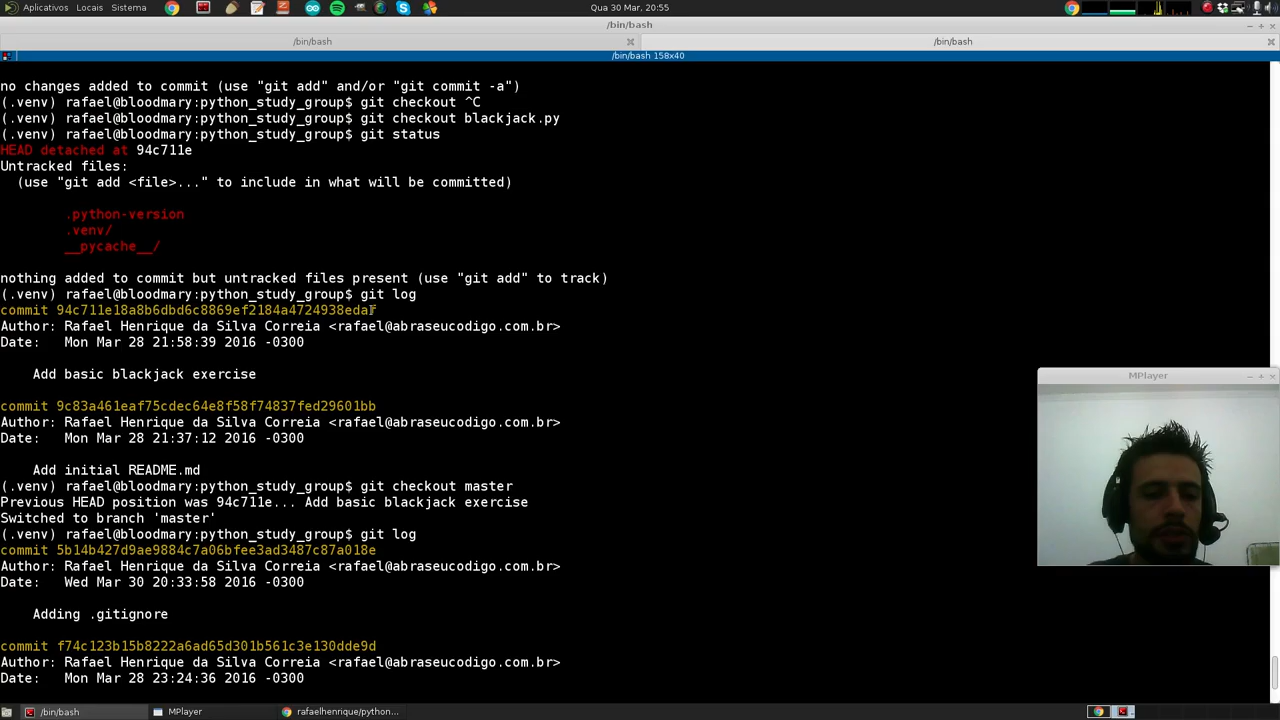 Aplicativos Locais Sistema
Qua 30 Mar, 20:55
/bin/bash
/bin/bash
/bin/bash
/bin/bash 158x40
no changes added to commit (use "git add" and/or "git commit -a")
(.venv) rafael@bloodmary:python_study_group$ git checkout ^C
(.venv) rafael@bloodmary:python_study_group$ git checkout blackjack.py
(.venv) rafael@bloodmary:python_study_group$ git status
HEAD detached at 94c711e
Untracked files:
(use "git add <file>..." to include in what will be committed)
.python-version
.venv/
__pycache__/
nothing added to commit but untracked files present (use "git add" to track)
(.venv) rafael@bloodmary:python_study_group$ git log
commit 94c711e18a8b6dbd6c8869ef2184a4724938edaf
Author: Rafael Henrique da Silva Correia <rafael@abraseucodigo.com.br>
Date: Mon Mar 28 21:58:39 2016 -0300
Add basic blackjack exercise
commit 9c83a461eaf75cdec64e8f58f74837fed29601bb
Author: Rafael Henrique da Silva Correia <rafael@abraseucodigo.com.br>
Date: Mon Mar 28 21:37:12 2016 -0300
Add initial README.md
(.venv) rafael@bloodmary:python_study_group$ git checkout master
Previous HEAD position was 94c711e... Add basic blackjack exercise
Switched to branch 'master'
(.venv) rafael@bloodmary:python_study_group$ git log
commit 5b14b427d9ae9884c7a06bfee3ad3487c87a018e
Author: Rafael Henrique da Silva Correia <rafael@abraseucodigo.com.br>
Date: Wed Mar 30 20:33:58 2016 -0300
Adding .gitignore
commit f74c123b15b8222a6ad65d301b561c3e130dde9d
Author: Rafael Henrique da Silva Correia <rafael@abraseucodigo.com.br>
Date: Mon Mar 28 23:24:36 2016 -0300
MPlayer
/bin/bash
MPlayer
rafaelhenrique/python...